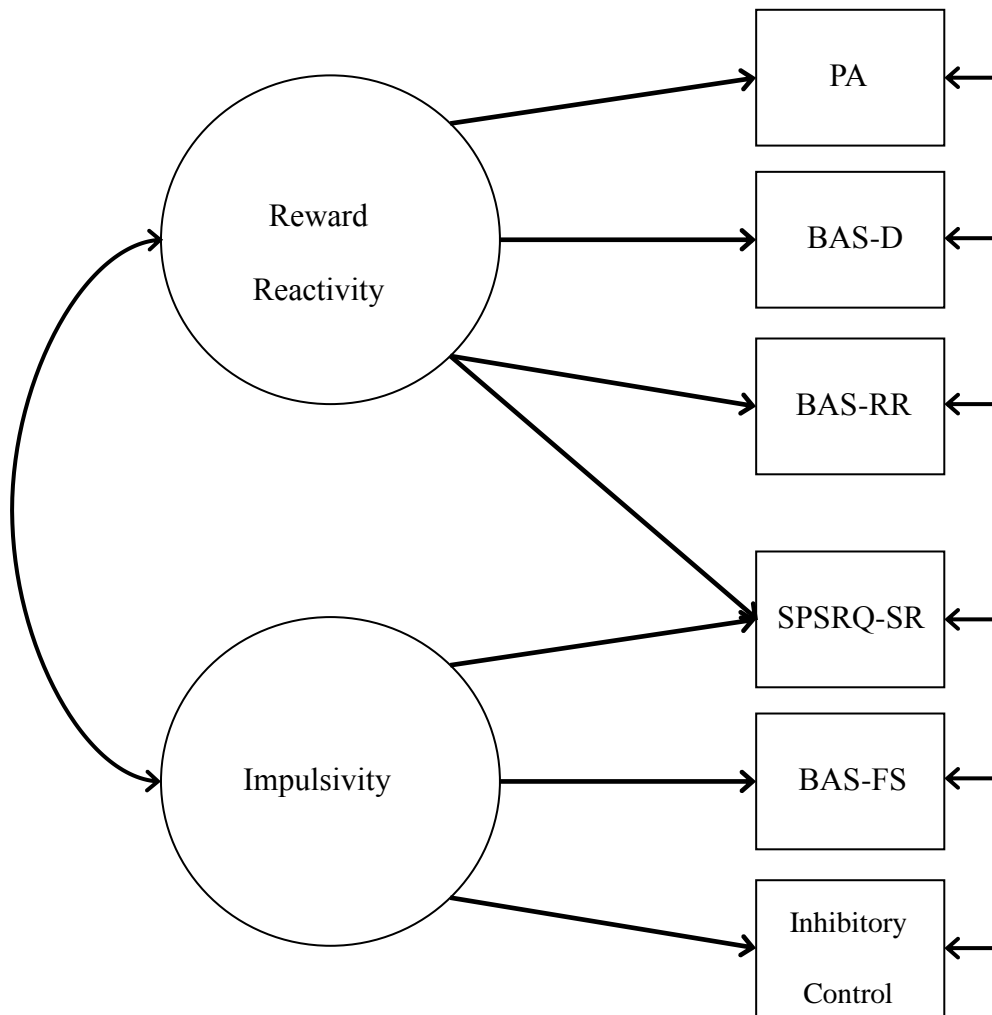 PA
Reward
Reactivity
BAS-D
BAS-RR
SPSRQ-SR
Impulsivity
BAS-FS
Inhibitory
Control